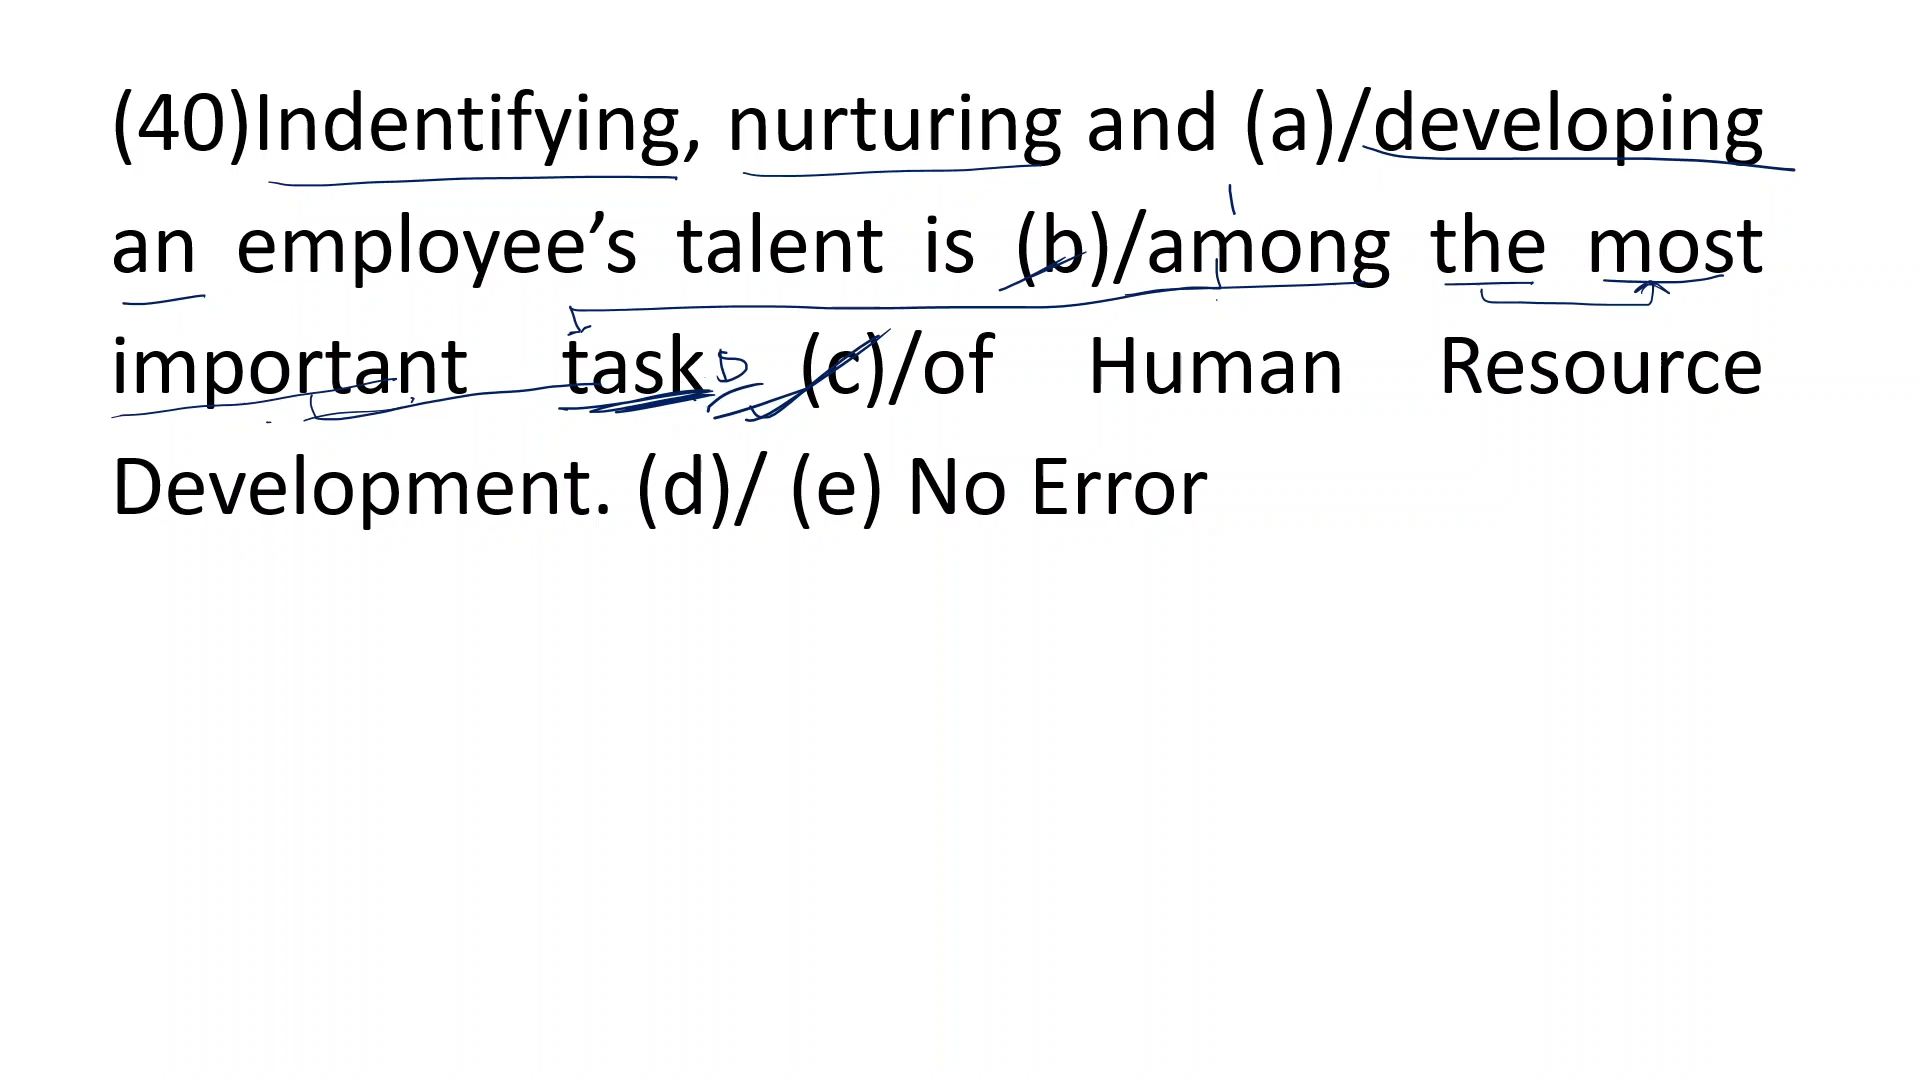 (40)Indentifying, nurturing and (a)/developing
an employee’s talent is (b)/among the most
important task (c)/of Human Resource
Development. (d)/ (e) No Error